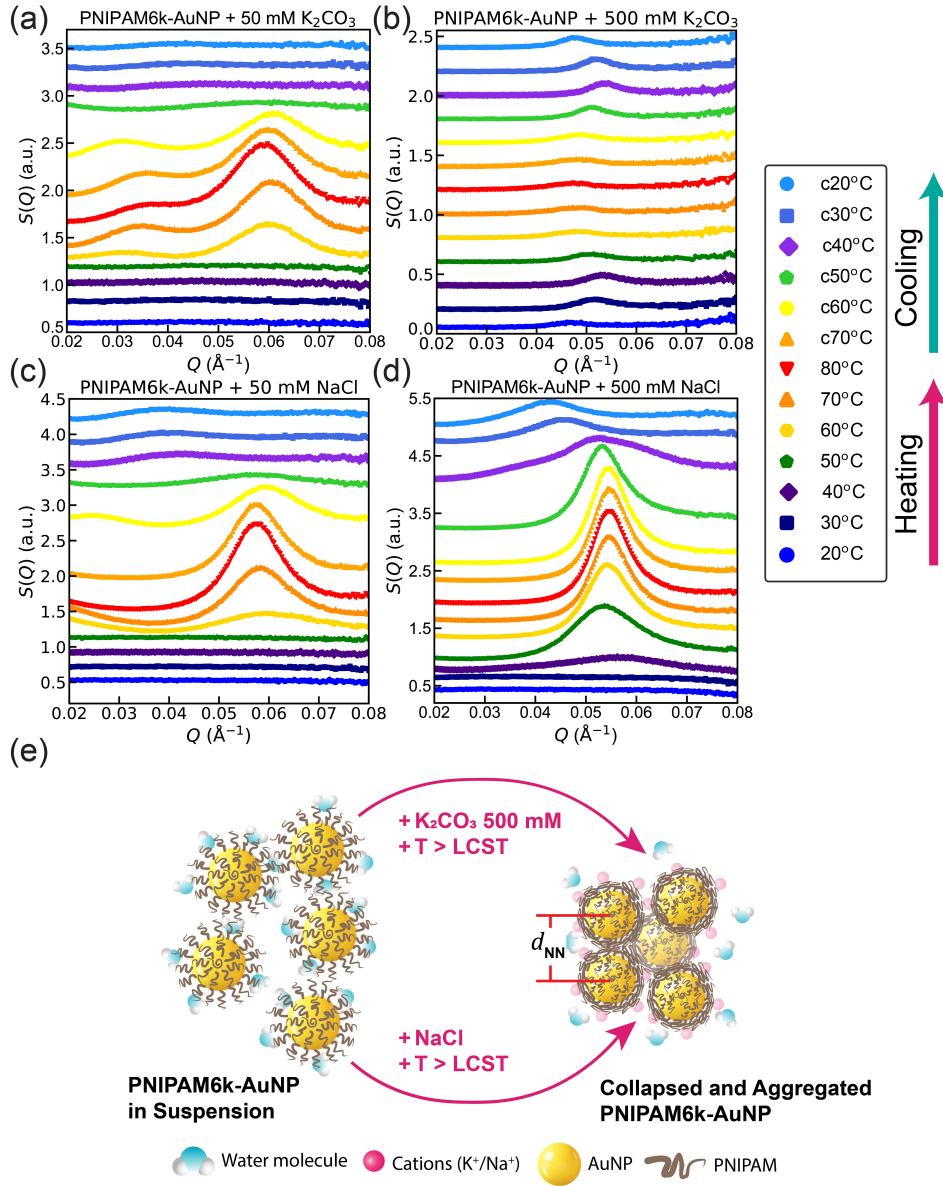 (a)
PNIPAM6k-AuNP + 50 mM K₂CO₃
S(Q) (a.u.)
3.5
3.0
2.5
2.0
1.5
1.0
0.5
0.02 0.03 0.04 0.05 0.06 0.07 0.08
Q (Å⁻¹)
(b)
PNIPAM6k-AuNP + 500 mM K₂CO₃
S(Q) (a.u.)
2.5
2.0
1.5
1.0
0.5
0.0
0.02 0.03 0.04 0.05 0.06 0.07 0.08
Q (Å⁻¹)
(c)
PNIPAM6k-AuNP + 50 mM NaCl
S(Q) (a.u.)
4.5
4.0
3.5
3.0
2.5
2.0
1.5
1.0
0.5
0.02 0.03 0.04 0.05 0.06 0.07 0.08
Q (Å⁻¹)
(d)
PNIPAM6k-AuNP + 500 mM NaCl
S(Q) (a.u.)
5.5
4.5
3.5
2.5
1.5
0.5
0.02 0.03 0.04 0.05 0.06 0.07 0.08
Q (Å⁻¹)
c20°C
c30°C
c40°C
c50°C
c60°C
c70°C
80°C
70°C
60°C
50°C
40°C
30°C
20°C
Cooling
Heating
(e)
+ K₂CO₃ 500 mM
+ T > LCST
dNN
+ NaCl
+ T > LCST
PNIPAM6k-AuNP
in Suspension
Collapsed and Aggregated
PNIPAM6k-AuNP
Water molecule
Cations (K⁺/Na⁺)
AuNP
PNIPAM